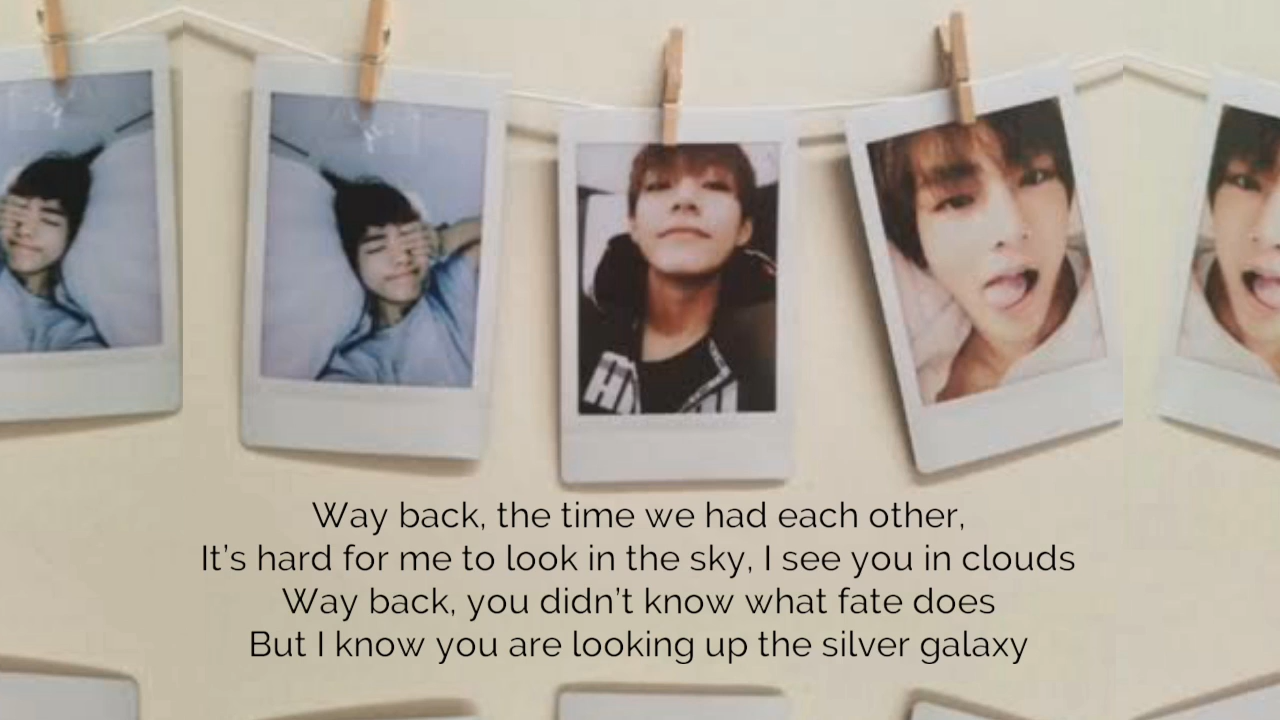 Way back, the time we had each other,
It's hard for me to look in the sky, I see you in clouds
Way back, you didn't know what fate does
But I know you are looking up the silver galaxy